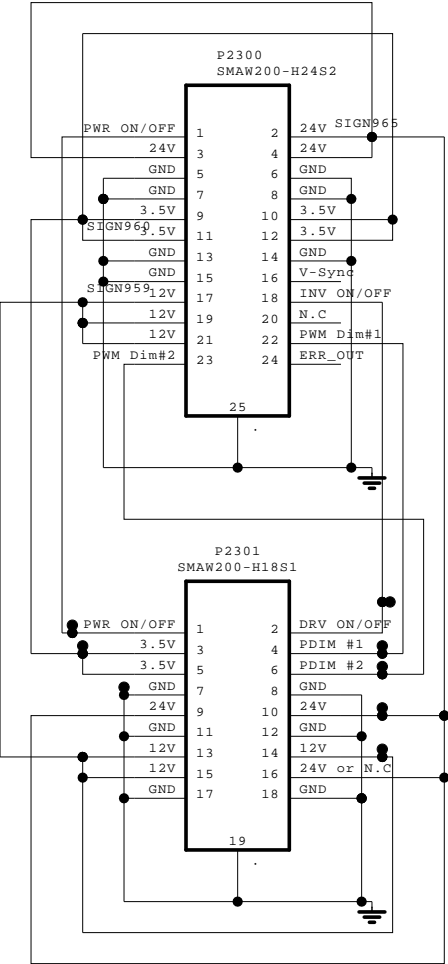 P2300
SMAW200-H24S2
PWR ON/OFF 1 2 24V SIGN965
24V 3 4 24V
GND 5 6 GND
GND 7 8 GND
3.5V 9 10 3.5V
SIGN960 3.5V 11 12 3.5V
GND 13 14 GND
GND 15 16 V-Sync
SIGN959 12V 17 18 INV ON/OFF
12V 19 20 N.C
12V 21 22 PWM Dim#1
PWM Dim#2 23 24 ERR_OUT
25
.
P2301
SMAW200-H18S1
PWR ON/OFF 1 2 DRV ON/OFF
3.5V 3 4 PDIM #1
3.5V 5 6 PDIM #2
GND 7 8 GND
24V 9 10 24V
GND 11 12 GND
12V 13 14 12V
12V 15 16 24V or N.C
GND 17 18 GND
19
.